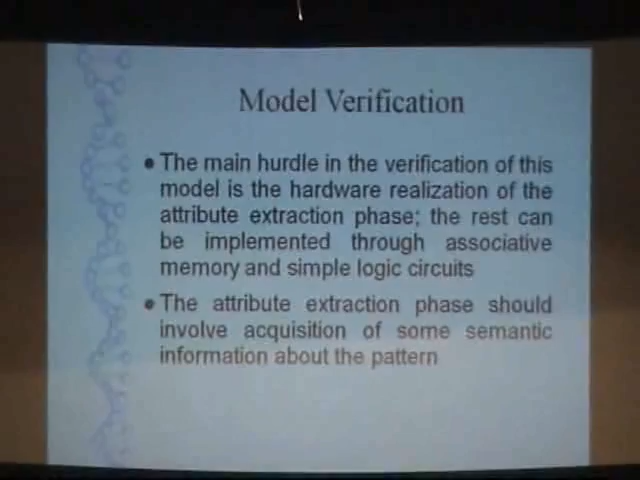 Model Verification
• The main hurdle in the verification of this
model is the hardware realization of the
attribute extraction phase; the rest can
be implemented through associative
memory and simple logic circuits
• The attribute extraction phase should
involve acquisition of some semantic
information about the pattern